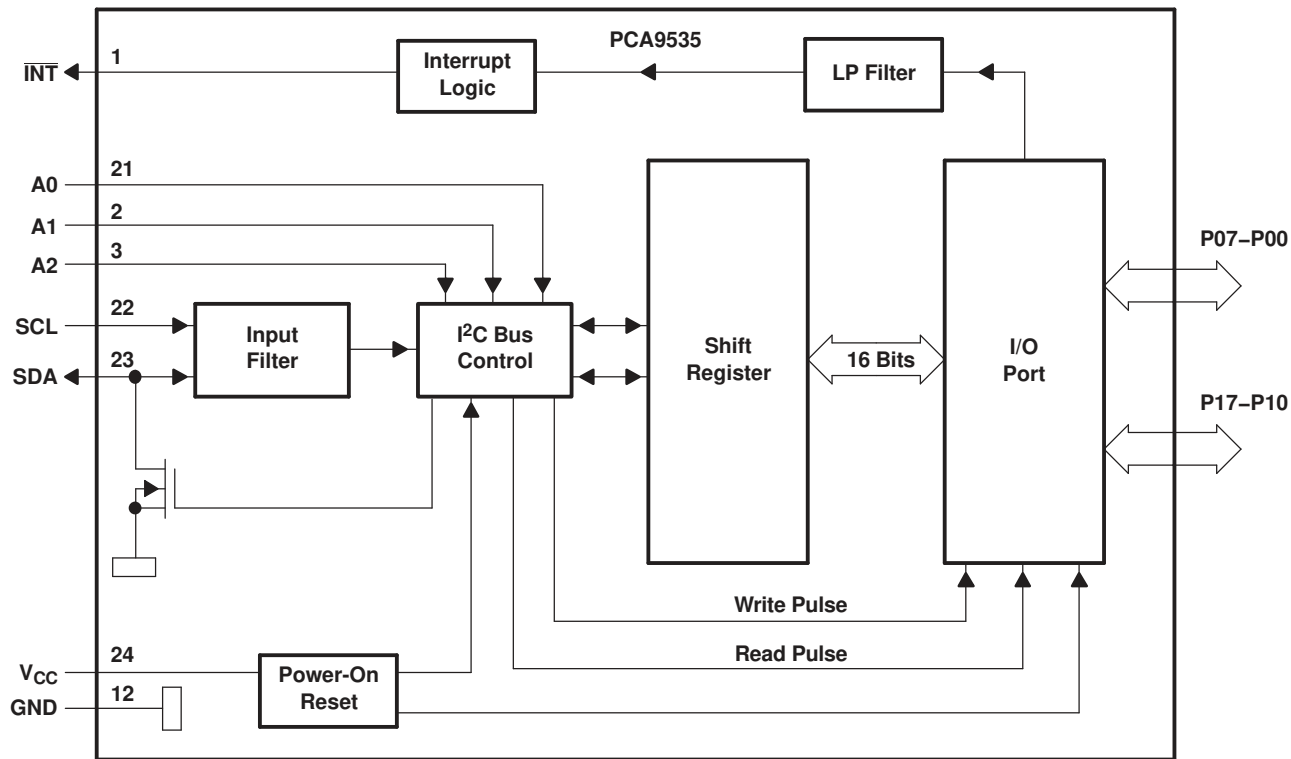 PCA9535
INT
1
Interrupt
Logic
LP Filter
A0
21
A1
2
A2
3
SCL
22
SDA
23
Input
Filter
I²C Bus
Control
Shift
Register
16 Bits
I/O
Port
P07–P00
P17–P10
Write Pulse
Read Pulse
VCC
24
GND
12
Power-On
Reset